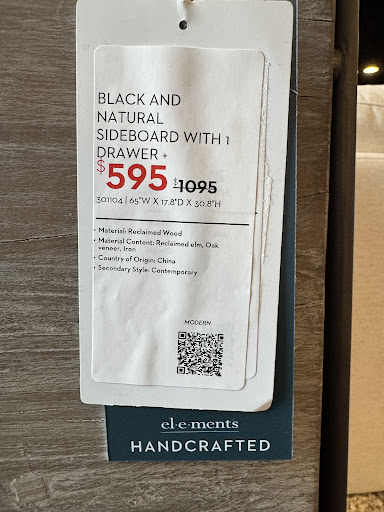 BLACK AND
NATURAL
SIDEBOARD WITH 1
DRAWER +
$595 $1095
301104 | 65"W X 17.8"D X 30.8"H
• Material: Reclaimed Wood
• Material Content: Reclaimed elm, Oak
veneer, Iron
• Country of Origin: China
• Secondary Style: Contemporary
MODERN
el·e·ments
HANDCRAFTED